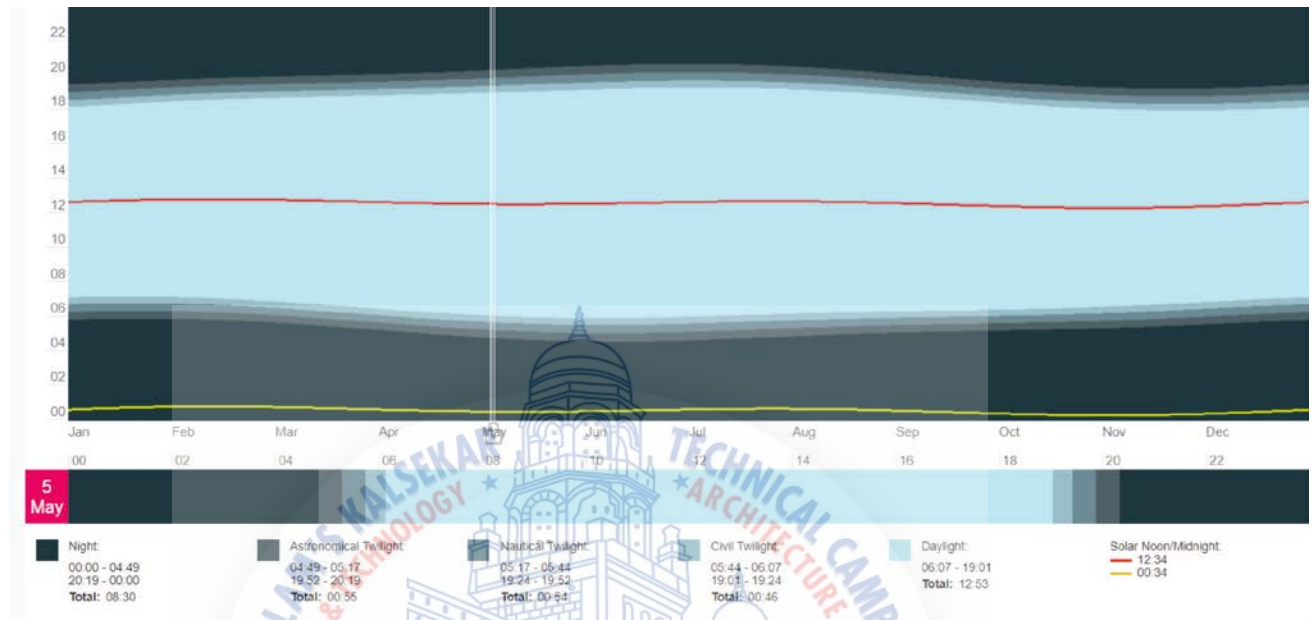 22
20
18
16
14
12
10
08
06
04
02
00
Jan Feb Mar Apr May Jun Jul Aug Sep Oct Nov Dec
00 02 04 06 08 10 12 14 16 18 20 22
5
May
Night: Astronomical Twilight: Nautical Twilight: Civil Twilight: Daylight: Solar Noon/Midnight:
00:00 - 04:49 04:49 - 05:17 05:17 - 05:44 05:44 - 06:07 06:07 - 19:01 12:34
20:19 - 00:00 19:52 - 20:19 19:24 - 19:52 19:01 - 19:24 Total: 12:53 00:34
Total: 08:30 Total: 00:55 Total: 00:54 Total: 00:46
KALSEKAR TECHNICAL
& TECHNOLOGY ★ ★ ARCHITECTURE